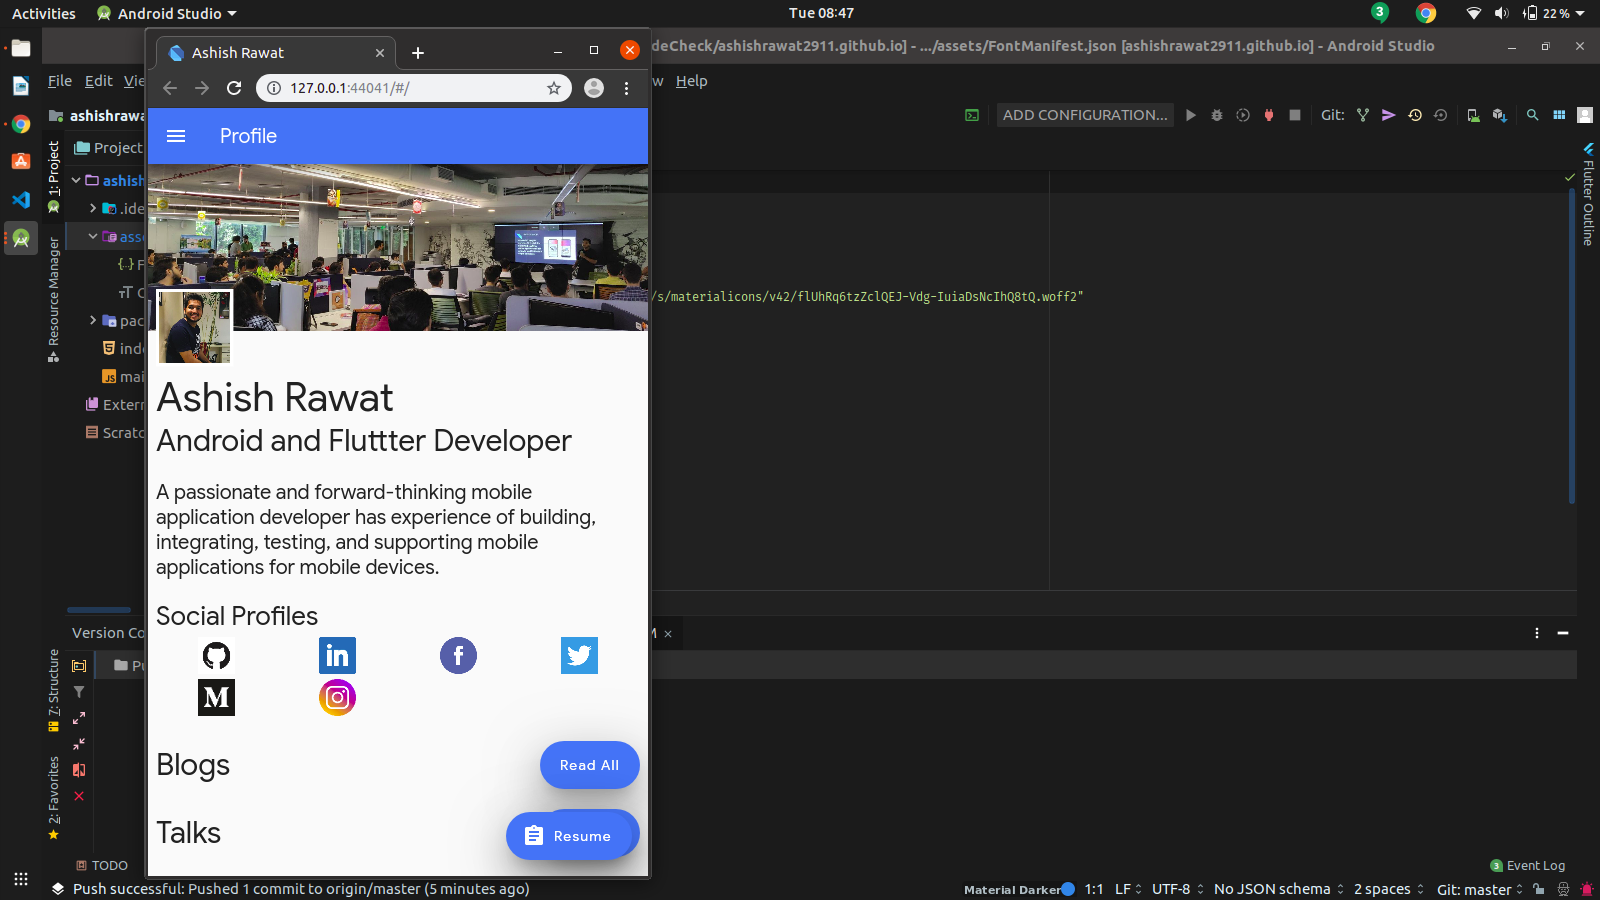 Activities
Android Studio
Tue 08:47
3
22 %
Ashish Rawat
deCheck/ashishrawat2911.github.io] - .../assets/FontManifest.json [ashishrawat2911.github.io] - Android Studio
File Edit Vie
w Help
127.0.0.1:44041/#/
ashishrawa
ADD CONFIGURATION...
Git:
Profile
1: Project
Project
ashish
.ide
asse
F
pac
inde
mai
JS
Extern
Scratc
Resource Manager
Flutter Outline
/s/materialicons/v42/flUhRq6tzZclQEJ-Vdg-IuiaDsNcIhQ8tQ.woff2"
Ashish Rawat
Android and Fluttter Developer
A passionate and forward-thinking mobile
application developer has experience of building,
integrating, testing, and supporting mobile
applications for mobile devices.
Social Profiles
in
f
M
Blogs
Read All
Talks
Resume
Version Co
Pu
7: Structure
2: Favorites
TODO
3 Event Log
Push successful: Pushed 1 commit to origin/master (5 minutes ago)
Material Darker 1:1 LF UTF-8 No JSON schema 2 spaces Git: master